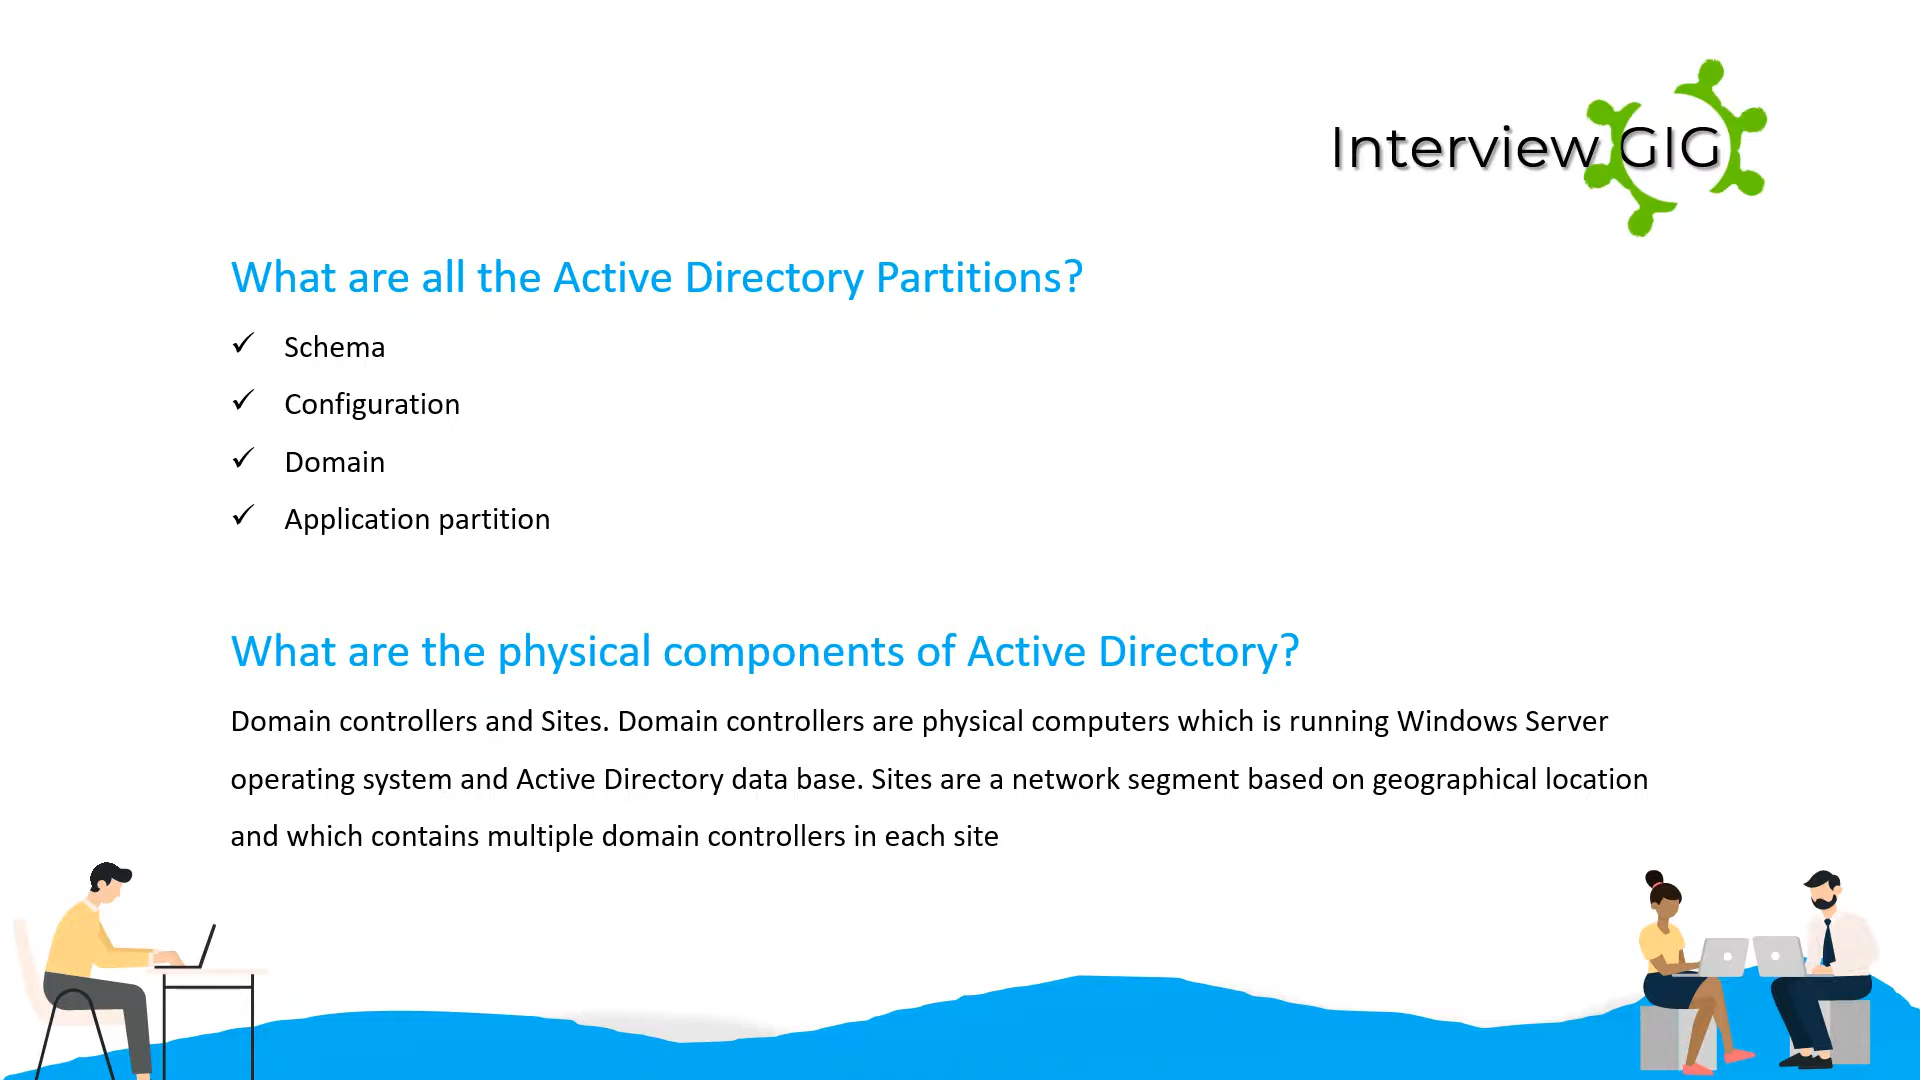 Interview GIG
What are all the Active Directory Partitions?
✓ Schema
✓ Configuration
✓ Domain
✓ Application partition
What are the physical components of Active Directory?
Domain controllers and Sites. Domain controllers are physical computers which is running Windows Server
operating system and Active Directory data base. Sites are a network segment based on geographical location
and which contains multiple domain controllers in each site